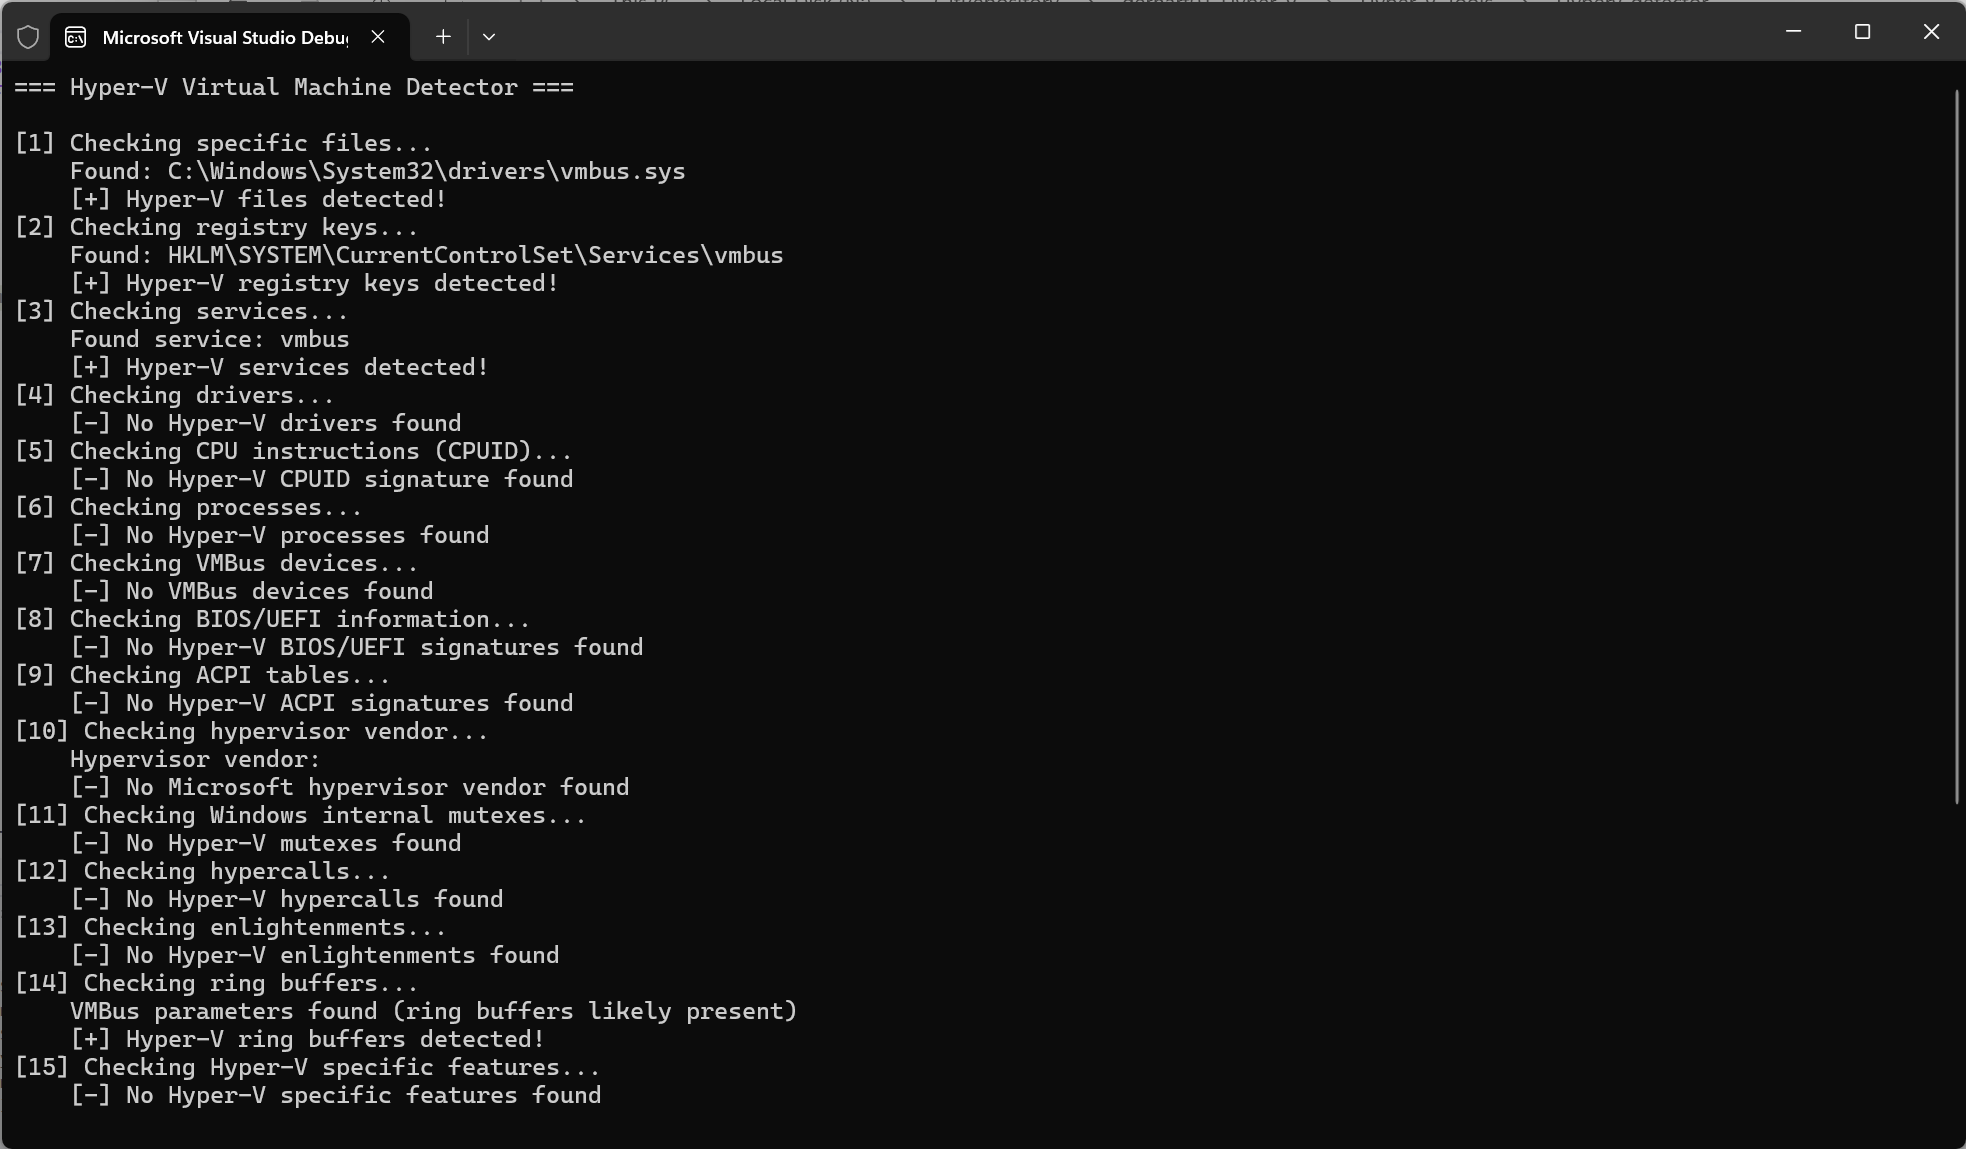 Microsoft Visual Studio Debu
=== Hyper-V Virtual Machine Detector ===
[1] Checking specific files...
Found: C:\Windows\System32\drivers\vmbus.sys
[+] Hyper-V files detected!
[2] Checking registry keys...
Found: HKLM\SYSTEM\CurrentControlSet\Services\vmbus
[+] Hyper-V registry keys detected!
[3] Checking services...
Found service: vmbus
[+] Hyper-V services detected!
[4] Checking drivers...
[-] No Hyper-V drivers found
[5] Checking CPU instructions (CPUID)...
[-] No Hyper-V CPUID signature found
[6] Checking processes...
[-] No Hyper-V processes found
[7] Checking VMBus devices...
[-] No VMBus devices found
[8] Checking BIOS/UEFI information...
[-] No Hyper-V BIOS/UEFI signatures found
[9] Checking ACPI tables...
[-] No Hyper-V ACPI signatures found
[10] Checking hypervisor vendor...
Hypervisor vendor:
[-] No Microsoft hypervisor vendor found
[11] Checking Windows internal mutexes...
[-] No Hyper-V mutexes found
[12] Checking hypercalls...
[-] No Hyper-V hypercalls found
[13] Checking enlightenments...
[-] No Hyper-V enlightenments found
[14] Checking ring buffers...
VMBus parameters found (ring buffers likely present)
[+] Hyper-V ring buffers detected!
[15] Checking Hyper-V specific features...
[-] No Hyper-V specific features found